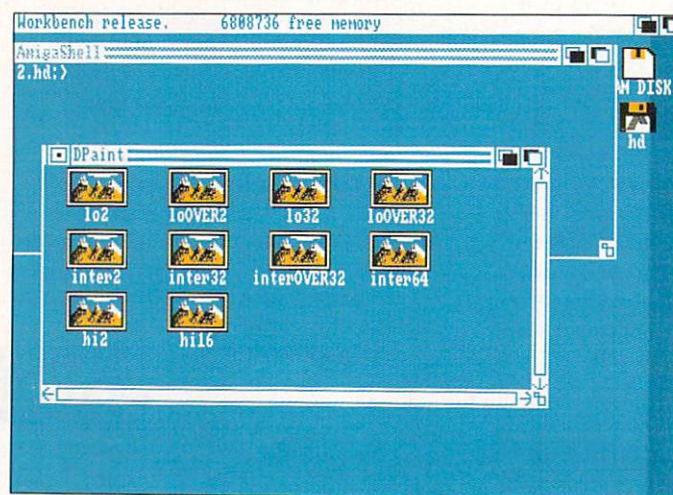 Workbench release. 6808736 free memory
AmigaShell
2.hd:>
AM DISK
hd
DPaint
lo2 loOVER2 lo32 loOVER32
inter2 inter32 interOVER32 inter64
hi2 hi16